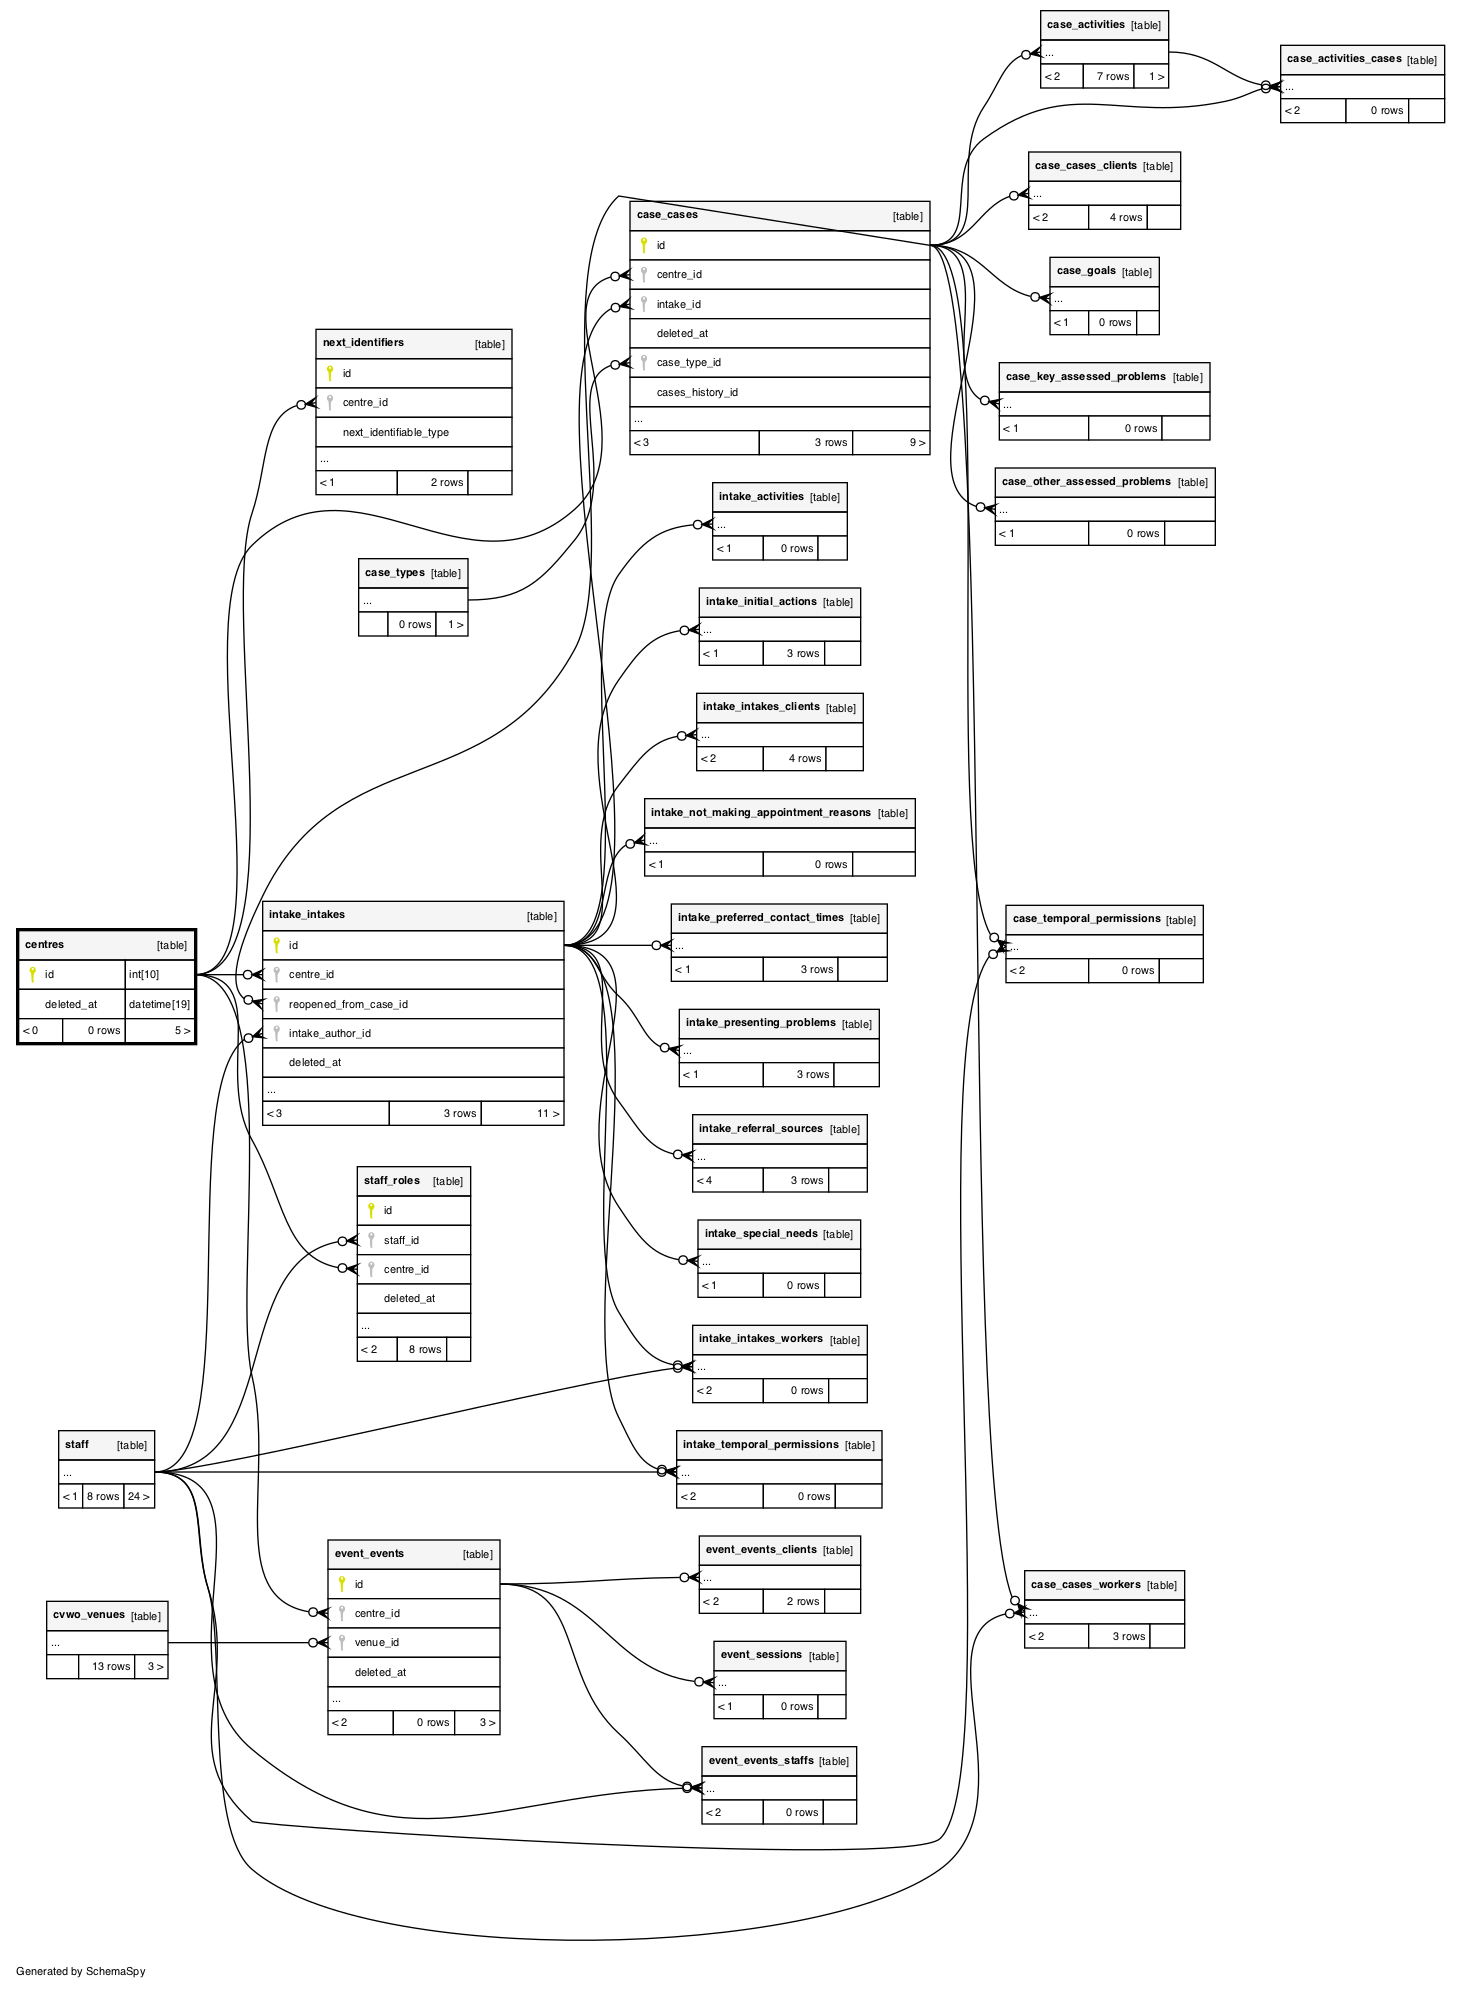 case_activities [table]
...
< 2 7 rows 1 >
case_activities_cases [table]
...
< 2 0 rows
case_cases_clients [table]
...
< 2 4 rows
case_cases [table]
id
centre_id
intake_id
deleted_at
case_type_id
cases_history_id
...
< 3 3 rows 9 >
case_goals [table]
...
< 1 0 rows
next_identifiers [table]
id
centre_id
next_identifiable_type
...
< 1 2 rows
case_key_assessed_problems [table]
...
< 1 0 rows
case_other_assessed_problems [table]
...
< 1 0 rows
intake_activities [table]
...
< 1 0 rows
case_types [table]
...
0 rows 1 >
intake_initial_actions [table]
...
< 1 3 rows
intake_intakes_clients [table]
...
< 2 4 rows
intake_not_making_appointment_reasons [table]
...
< 1 0 rows
intake_intakes [table]
id
centre_id
reopened_from_case_id
intake_author_id
deleted_at
...
< 3 3 rows 11 >
centres [table]
id int[10]
deleted_at datetime[19]
< 0 0 rows 5 >
intake_preferred_contact_times [table]
...
< 1 3 rows
case_temporal_permissions [table]
...
< 2 0 rows
intake_presenting_problems [table]
...
< 1 3 rows
intake_referral_sources [table]
...
< 4 3 rows
staff_roles [table]
id
staff_id
centre_id
deleted_at
...
< 2 8 rows
intake_special_needs [table]
...
< 1 0 rows
intake_intakes_workers [table]
...
< 2 0 rows
staff [table]
...
< 1 8 rows 24 >
intake_temporal_permissions [table]
...
< 2 0 rows
event_events [table]
id
centre_id
venue_id
deleted_at
...
< 2 0 rows 3 >
event_events_clients [table]
...
< 2 2 rows
case_cases_workers [table]
...
< 2 3 rows
cvwo_venues [table]
...
13 rows 3 >
event_sessions [table]
...
< 1 0 rows
event_events_staffs [table]
...
< 2 0 rows
Generated by SchemaSpy